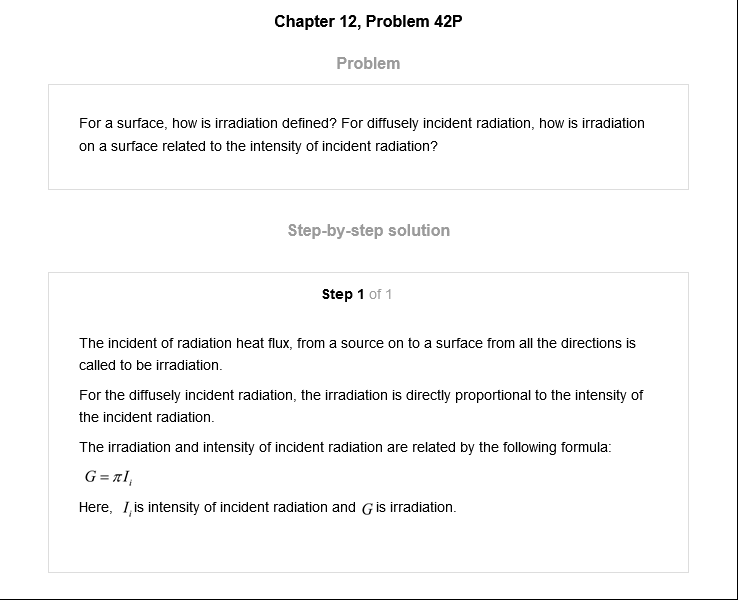 Chapter 12, Problem 42P
Problem
For a surface, how is irradiation defined? For diffusely incident radiation, how is irradiation
on a surface related to the intensity of incident radiation?
Step-by-step solution
Step 1 of 1
The incident of radiation heat flux, from a source on to a surface from all the directions is
called to be irradiation.
For the diffusely incident radiation, the irradiation is directly proportional to the intensity of
the incident radiation.
The irradiation and intensity of incident radiation are related by the following formula:
G = πIᵢ
Here, Iᵢ is intensity of incident radiation and G is irradiation.